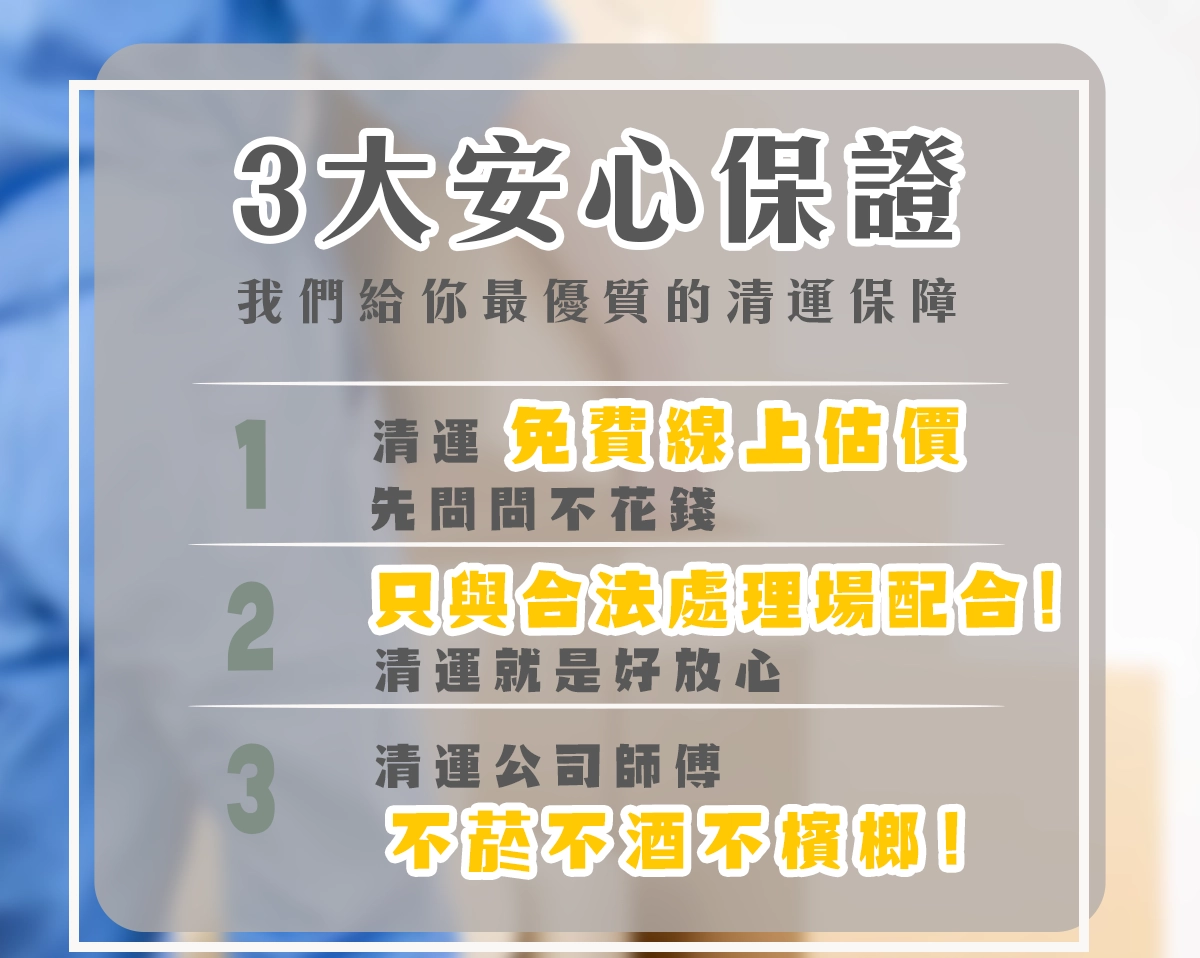 3大安心保證
我們給你最優質的清運保障
1
清運 免費線上估價
先問問不花錢
2
只與合法處理場配合!
清運就是好放心
3
清運公司師傅
不菸不酒不檳榔!